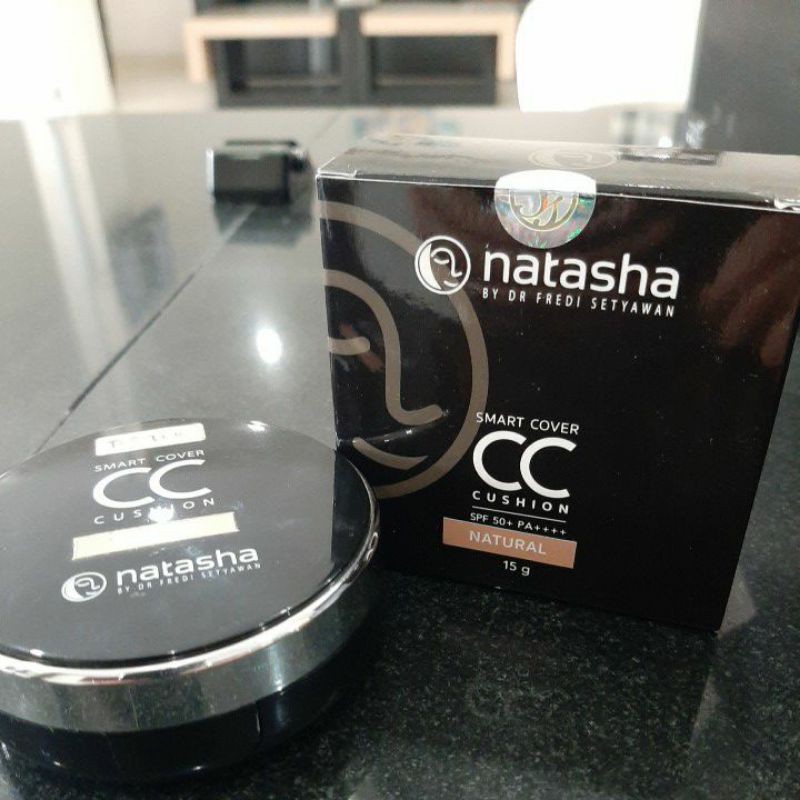 natasha
BY DR FREDI SETYAWAN
SMART COVER
CC
CUSHION
SPF 50+ PA++++
NATURAL
15 g
SMART COVER
CC
CUSHION
natasha
BY DR FREDI SETYAWAN